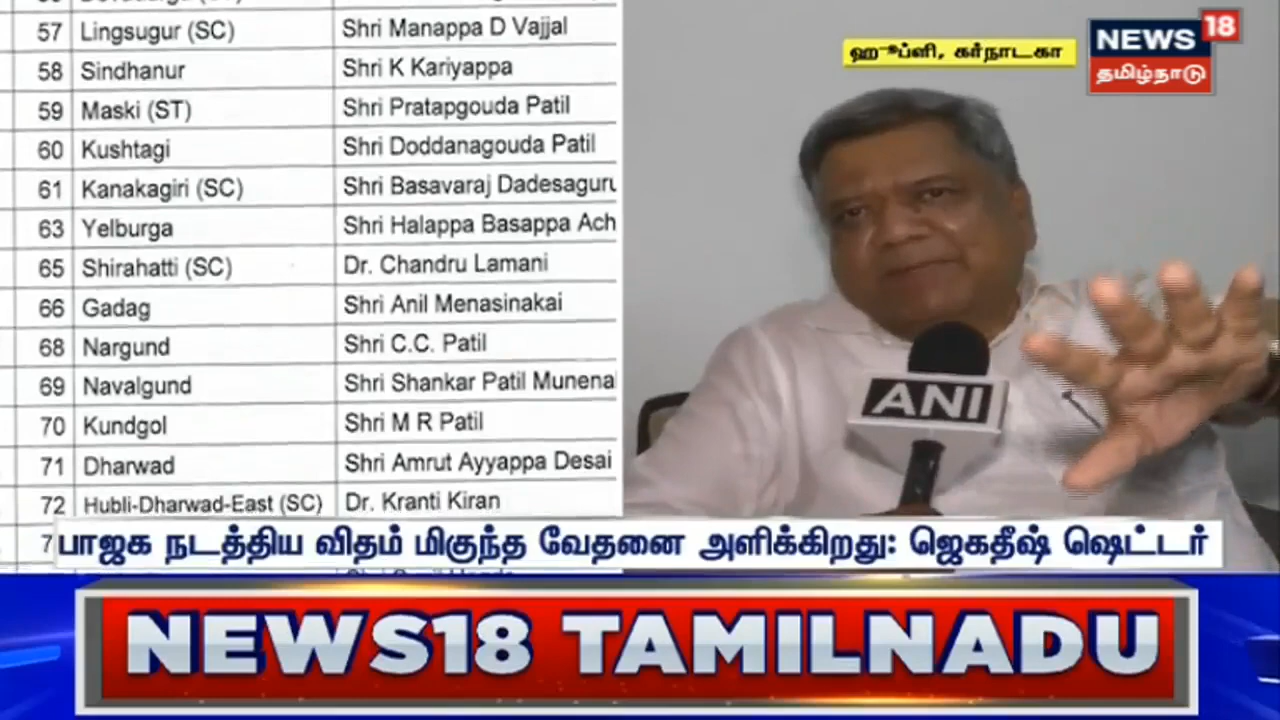 57 Lingsugur (SC) Shri Manappa D Vajjal
58 Sindhanur Shri K Kariyappa
59 Maski (ST) Shri Pratapgouda Patil
60 Kushtagi Shri Doddanagouda Patil
61 Kanakagiri (SC) Shri Basavaraj Dadesaguru
63 Yelburga Shri Halappa Basappa Ach
65 Shirahatti (SC) Dr. Chandru Lamani
66 Gadag Shri Anil Menasinakai
68 Nargund Shri C.C. Patil
69 Navalgund Shri Shankar Patil Munena
70 Kundgol Shri M R Patil
71 Dharwad Shri Amrut Ayyappa Desai
72 Hubli-Dharwad-East (SC) Dr. Kranti Kiran
ஹூப்ளி, கர்நாடகா
NEWS 18
தமிழ்நாடு
ANI
பாஜக நடத்திய விதம் மிகுந்த வேதனை அளிக்கிறது: ஜெகதீஷ் ஷெட்டர்
NEWS18 TAMILNADU